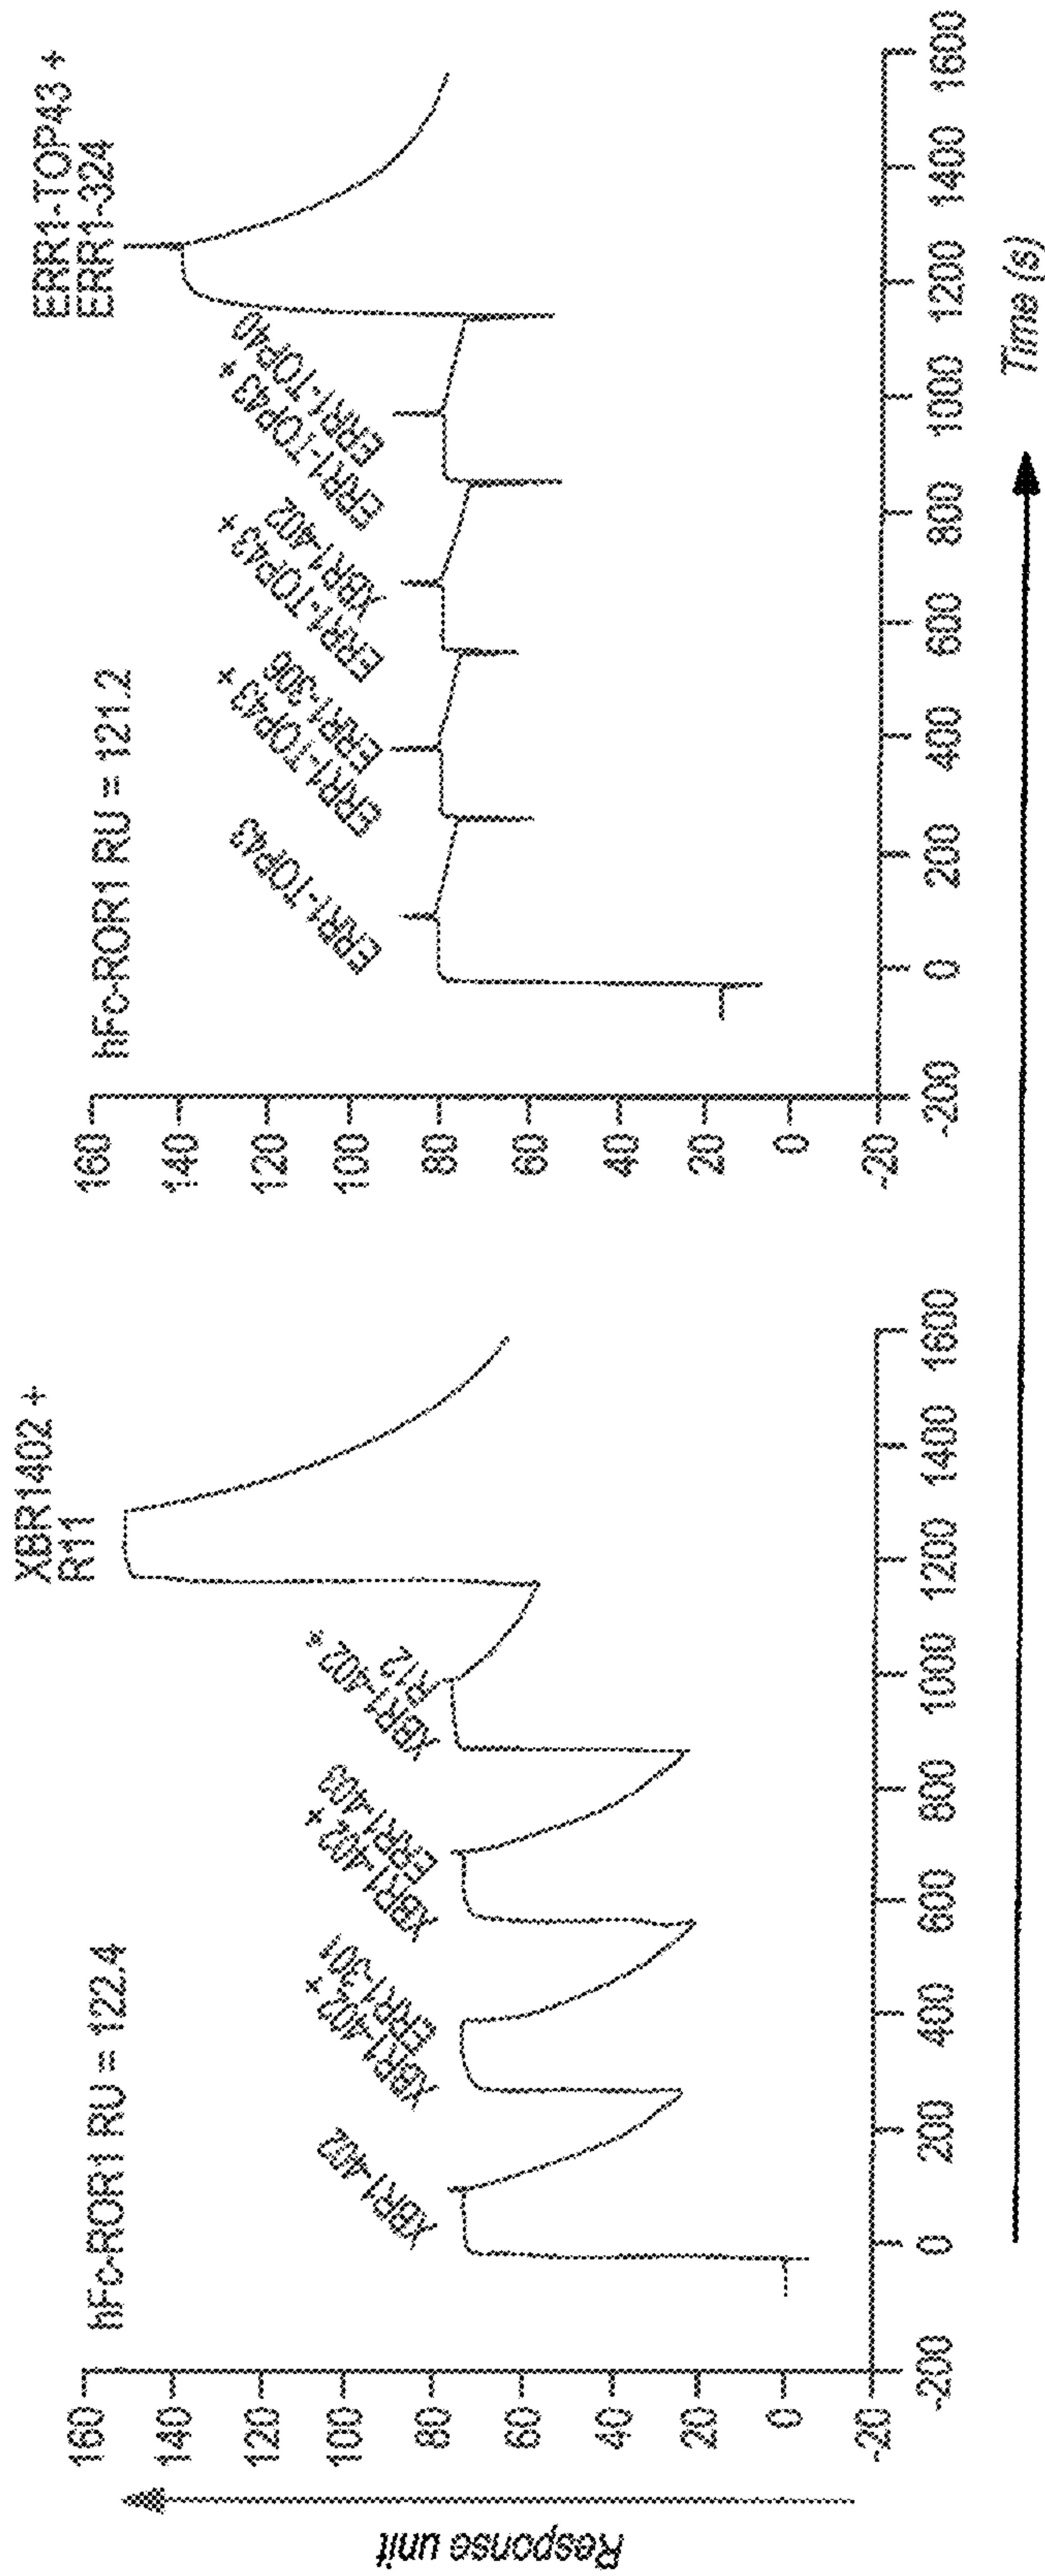 Response unit
hFc-ROR1 RU = 122.4
160
140
120
100
80
60
40
20
0
-20
XBR1-402
XBR1-402 +
ERR1-301
XBR1-402 +
ERR1-403
XBR1-402 +
R12
XBR1402 +
R11
-200
0
200
400
600
800
1000
1200
1400
1600
hFc-ROR1 RU = 121.2
160
140
120
100
80
60
40
20
0
-20
ERR1-TOP43
ERR1-TOP43 +
ERR1-306
ERR1-TOP43 +
XBR1-402
ERR1-TOP43 +
ERR1-TOP40
ERR1-TOP43 +
ERR1-324
-200
0
200
400
600
800
1000
1200
1400
1600
Time (s)